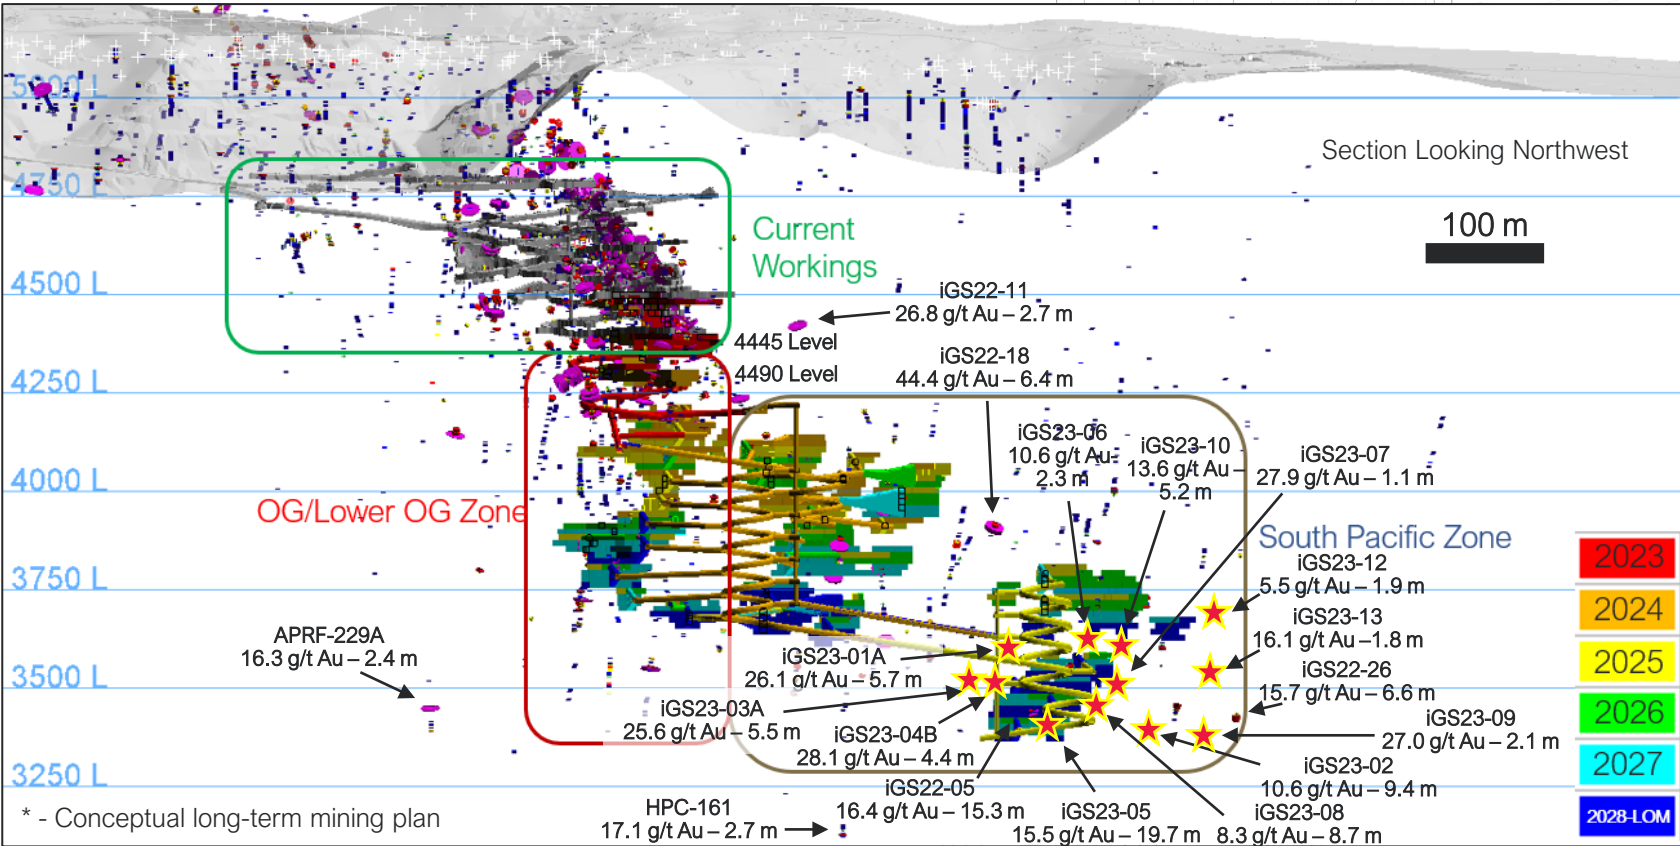 5000 L
Section Looking Northwest
4750 L
100 m
Current
Workings
4500 L
iGS22-11
26.8 g/t Au – 2.7 m
4445 Level
iGS22-18
44.4 g/t Au – 6.4 m
4490 Level
4250 L
iGS23-06
10.6 g/t Au-
2.3 m
iGS23-10
13.6 g/t Au –
5.2 m
iGS23-07
27.9 g/t Au – 1.1 m
4000 L
OG/Lower OG Zone
South Pacific Zone
2023
iGS23-12
5.5 g/t Au – 1.9 m
3750 L
2024
iGS23-13
16.1 g/t Au –1.8 m
APRF-229A
16.3 g/t Au – 2.4 m
iGS23-01A
26.1 g/t Au – 5.7 m
2025
iGS22-26
15.7 g/t Au – 6.6 m
3500 L
iGS23-03A
25.6 g/t Au – 5.5 m
iGS23-04B
28.1 g/t Au – 4.4 m
2026
iGS23-09
27.0 g/t Au – 2.1 m
3250 L
iGS23-02
10.6 g/t Au – 9.4 m
2027
iGS22-05
16.4 g/t Au – 15.3 m
* - Conceptual long-term mining plan
HPC-161
17.1 g/t Au – 2.7 m
iGS23-05
15.5 g/t Au – 19.7 m
iGS23-08
8.3 g/t Au – 8.7 m
2028-LOM